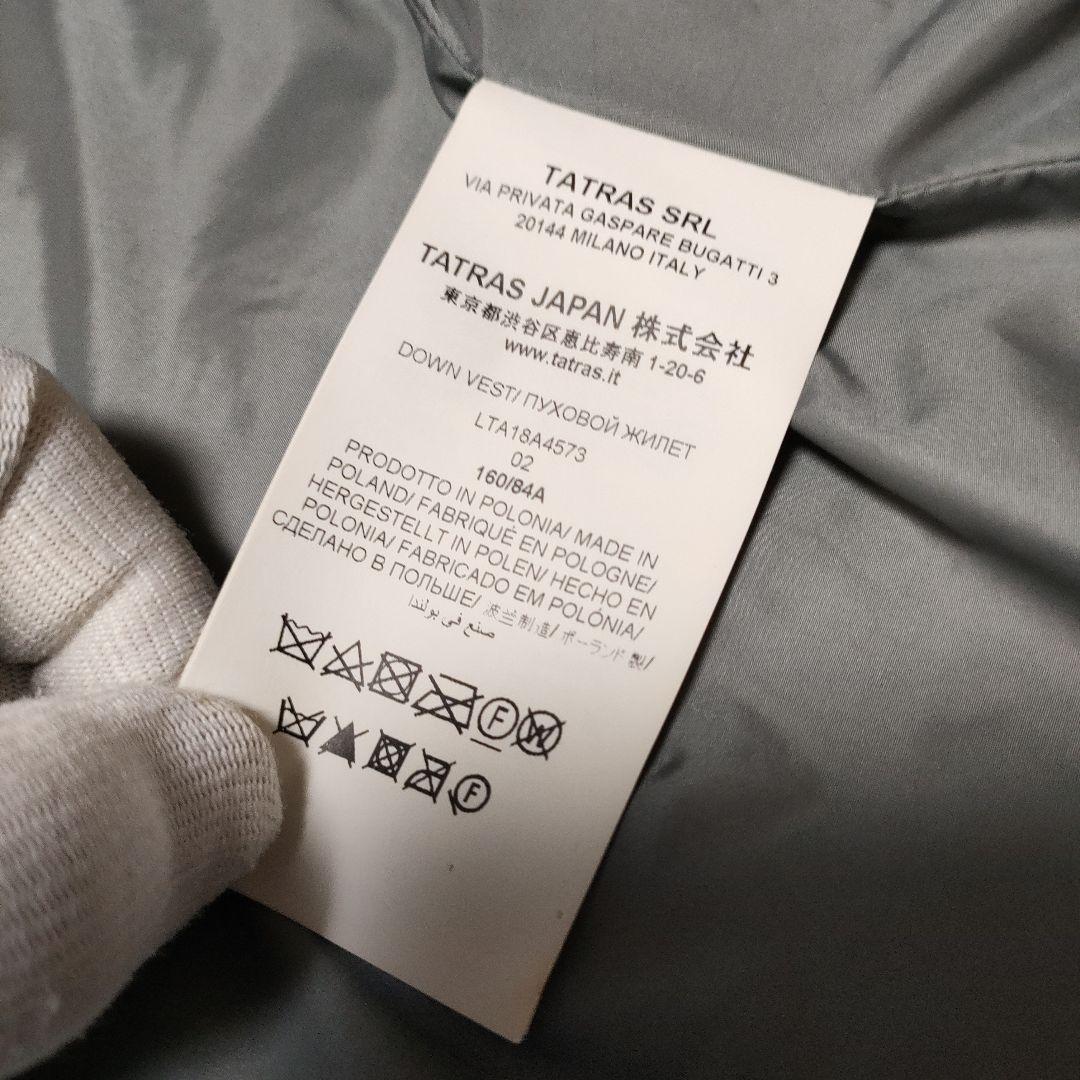 TATRAS SRL
VIA PRIVATA GASPARE BUGATTI 3
20144 MILANO ITALY
TATRAS JAPAN 株式会社
東京都渋谷区恵比寿南 1-20-6
www.tatras.it
DOWN VEST/ ПУХОВОЙ ЖИЛЕТ
LTA18A4573
02
160/84A
PRODOTTO IN POLONIA/ MADE IN
POLAND/ FABRIQUÉ EN POLOGNE/
HERGESTELLT IN POLEN/ HECHO EN
POLONIA/ FABRICADO EM POLÓNIA/
СДЕЛАНО В ПОЛЬШЕ/ 波兰制造/ ポーランド製/
صنع في بولندا
F W
F